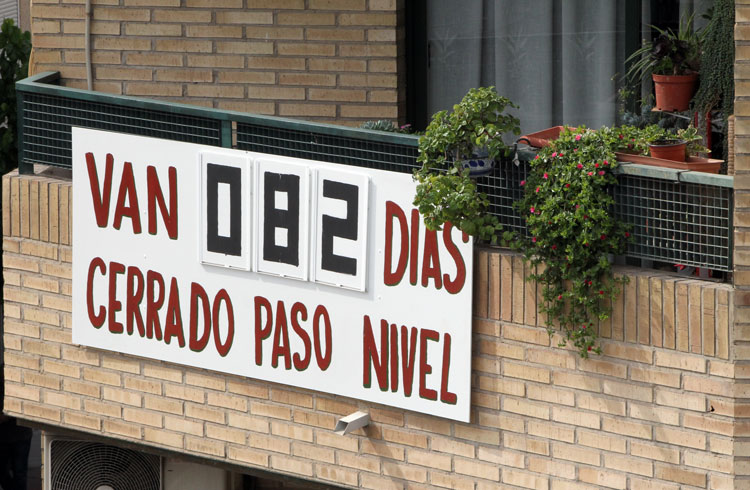 VAN 082 DIAS
CERRADO PASO NIVEL